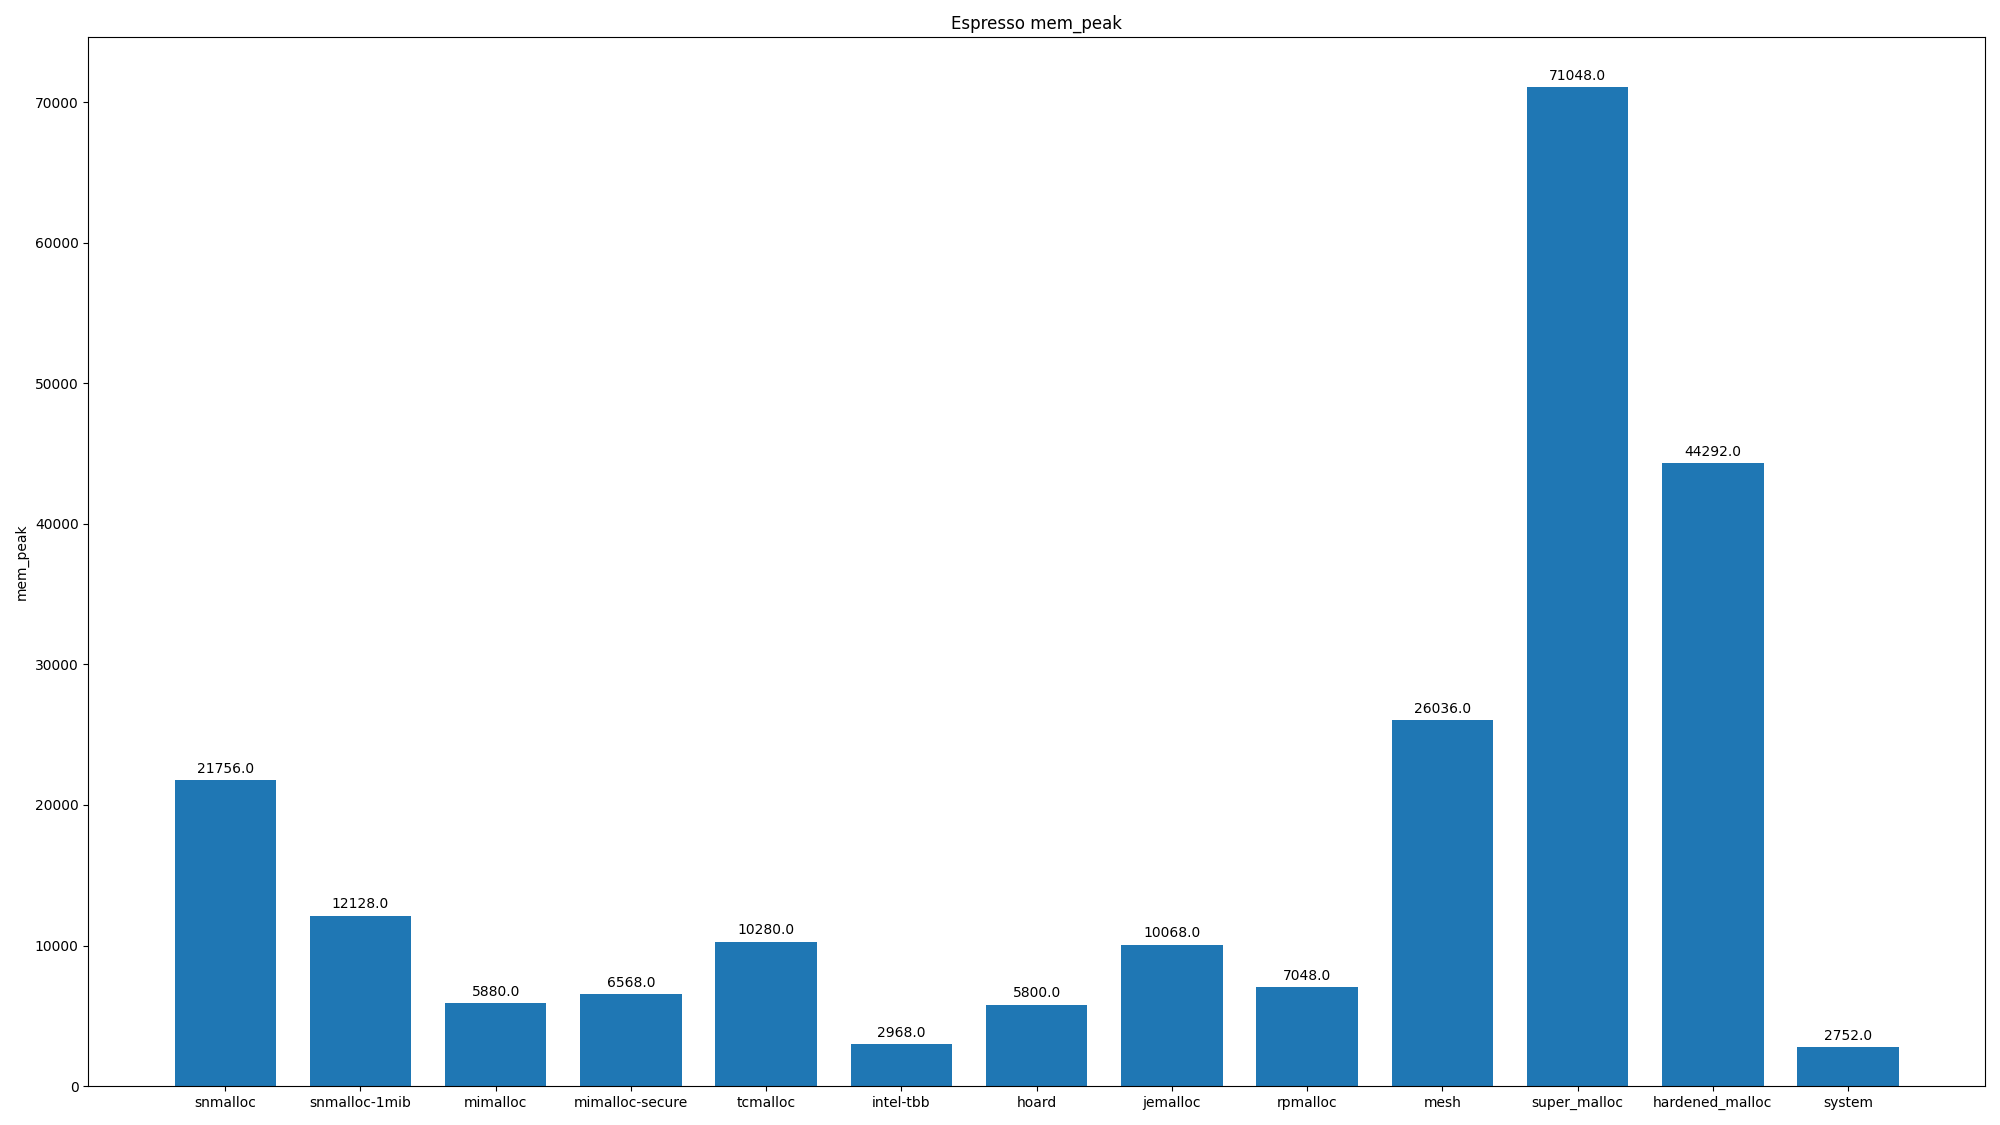 Espresso mem_peak
mem_peak
70000
60000
50000
40000
30000
20000
10000
0
21756.0
12128.0
5880.0
6568.0
10280.0
2968.0
5800.0
10068.0
7048.0
26036.0
71048.0
44292.0
2752.0
snmalloc
snmalloc-1mib
mimalloc
mimalloc-secure
tcmalloc
intel-tbb
hoard
jemalloc
rpmalloc
mesh
super_malloc
hardened_malloc
system